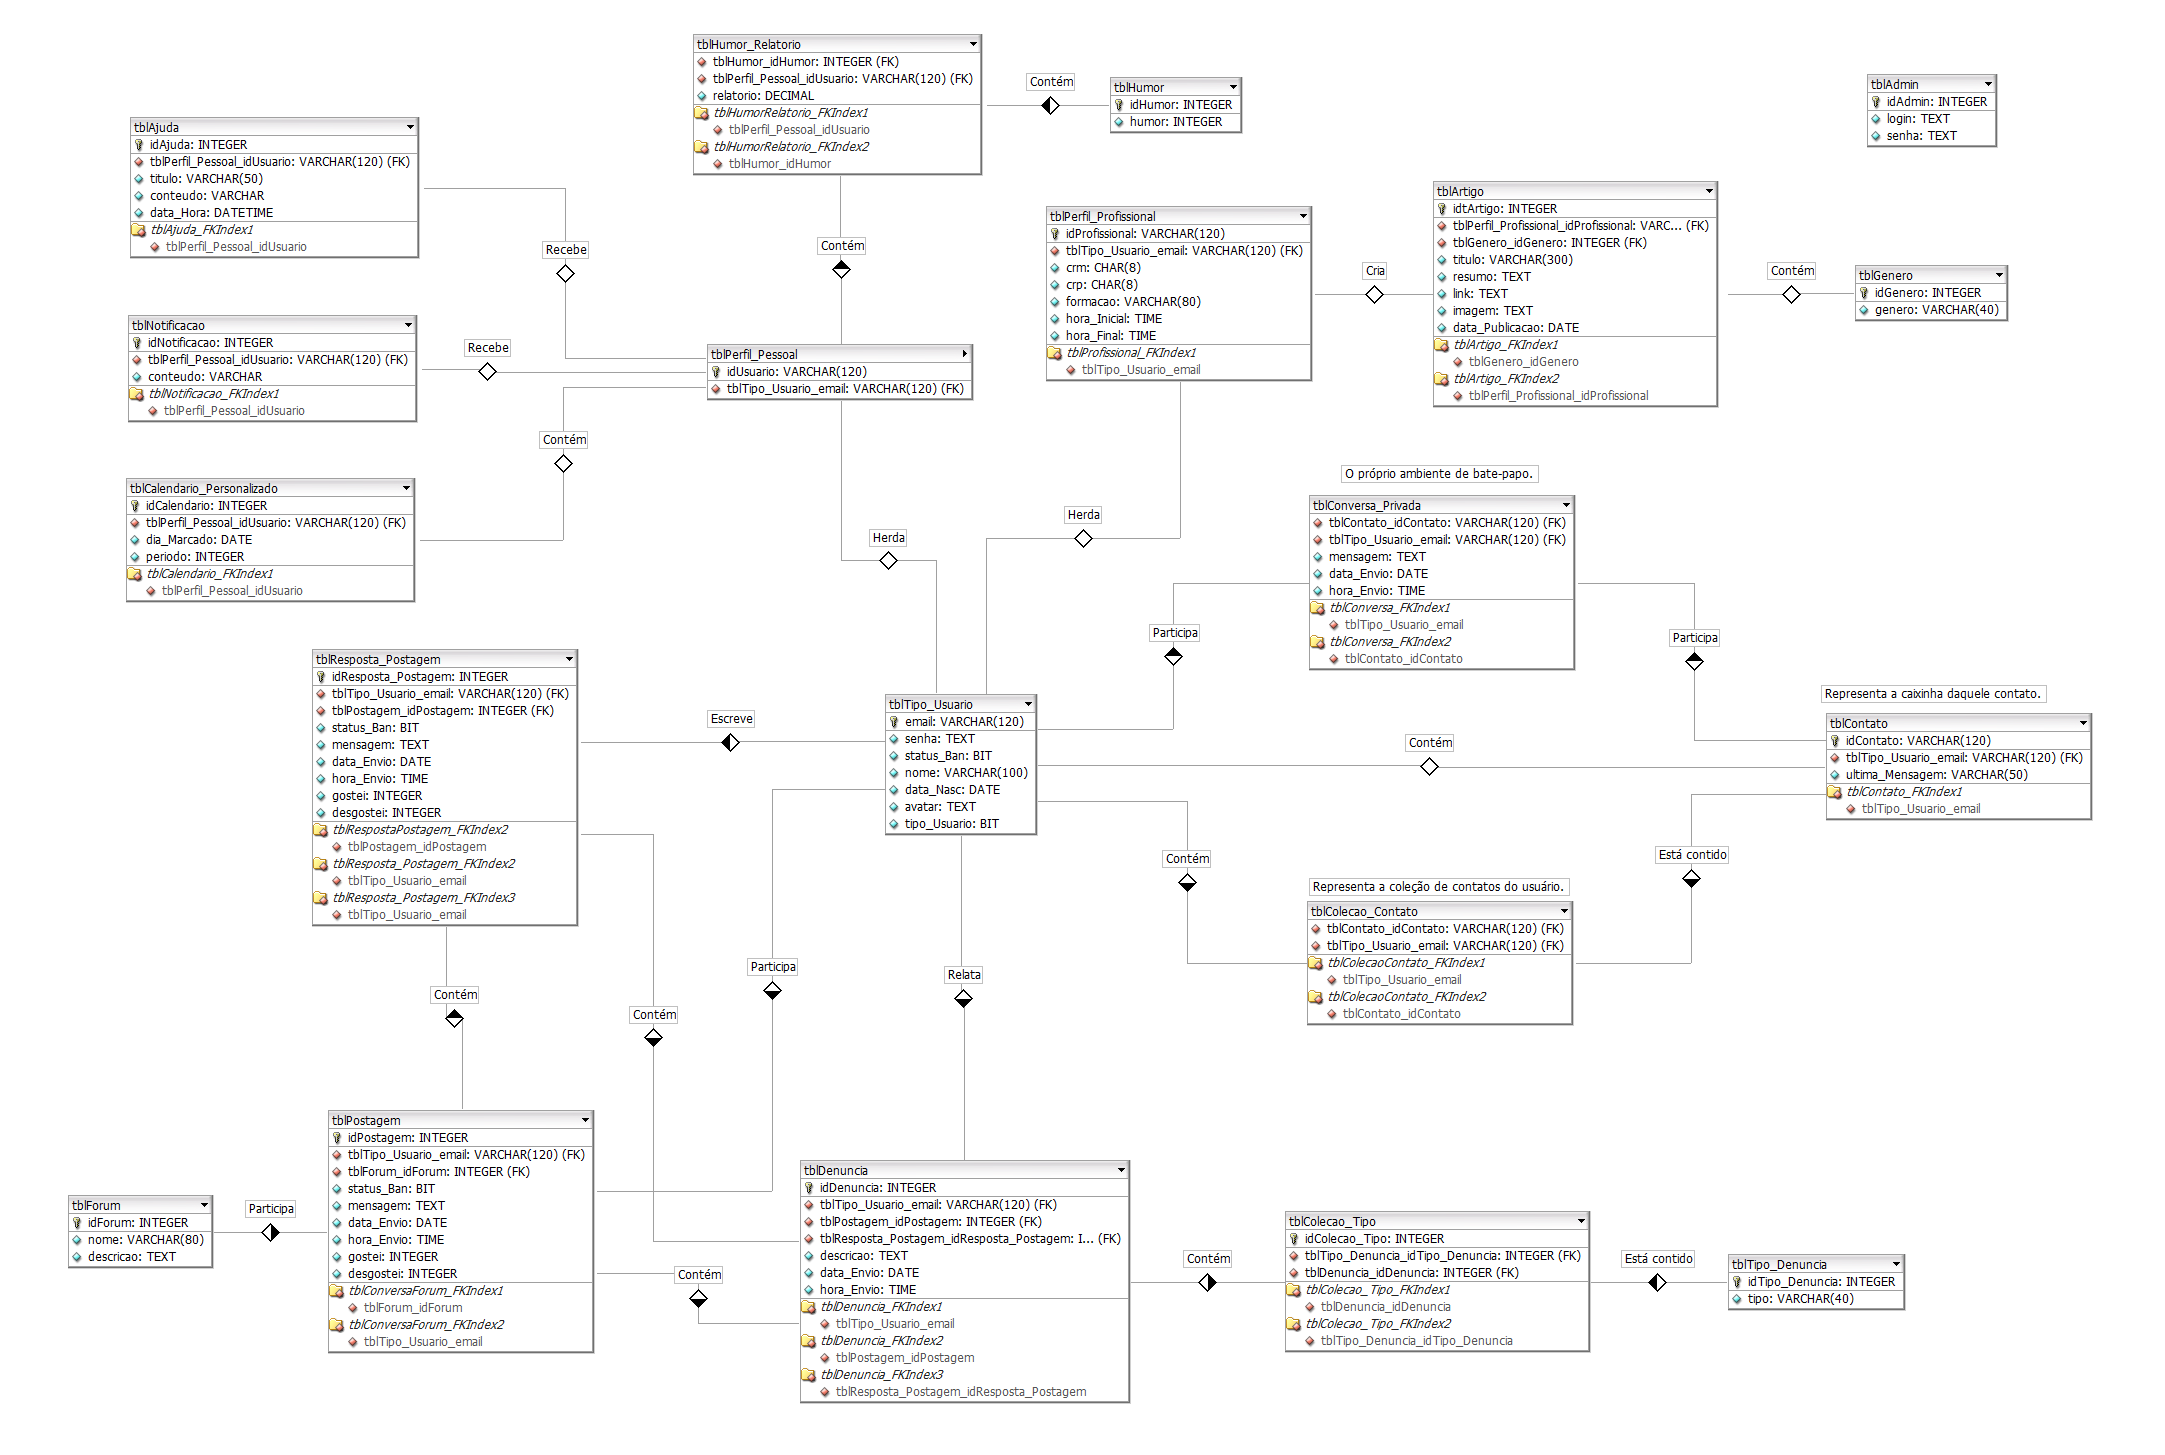 tblHumor_Relatorio
tblHumor_idHumor: INTEGER (FK)
tblPerfil_Pessoal_idUsuario: VARCHAR(120) (FK)
relatorio: DECIMAL
tblHumorRelatorio_FKIndex1
tblPerfil_Pessoal_idUsuario
tblHumorRelatorio_FKIndex2
tblHumor_idHumor
Contém
tblHumor
idHumor: INTEGER
humor: INTEGER
tblAdmin
idAdmin: INTEGER
login: TEXT
senha: TEXT
tblAjuda
idAjuda: INTEGER
tblPerfil_Pessoal_idUsuario: VARCHAR(120) (FK)
titulo: VARCHAR(50)
conteudo: VARCHAR
data_Hora: DATETIME
tblAjuda_FKIndex1
tblPerfil_Pessoal_idUsuario
Recebe
Contém
tblPerfil_Profissional
idProfissional: VARCHAR(120)
tblTipo_Usuario_email: VARCHAR(120) (FK)
crm: CHAR(8)
crp: CHAR(8)
formacao: VARCHAR(80)
hora_Inicial: TIME
hora_Final: TIME
tblProfissional_FKIndex1
tblTipo_Usuario_email
Cria
tblArtigo
idtArtigo: INTEGER
tblPerfil_Profissional_idProfissional: VARC... (FK)
tblGenero_idGenero: INTEGER (FK)
titulo: VARCHAR(300)
resumo: TEXT
link: TEXT
imagem: TEXT
data_Publicacao: DATE
tblArtigo_FKIndex1
tblGenero_idGenero
tblArtigo_FKIndex2
tblPerfil_Profissional_idProfissional
Contém
tblGenero
idGenero: INTEGER
genero: VARCHAR(40)
tblNotificacao
idNotificacao: INTEGER
tblPerfil_Pessoal_idUsuario: VARCHAR(120) (FK)
conteudo: VARCHAR
tblNotificacao_FKIndex1
tblPerfil_Pessoal_idUsuario
Recebe
tblPerfil_Pessoal
idUsuario: VARCHAR(120)
tblTipo_Usuario_email: VARCHAR(120) (FK)
Contém
tblCalendario_Personalizado
idCalendario: INTEGER
tblPerfil_Pessoal_idUsuario: VARCHAR(120) (FK)
dia_Marcado: DATE
periodo: INTEGER
tblCalendario_FKIndex1
tblPerfil_Pessoal_idUsuario
Herda
Herda
O próprio ambiente de bate-papo.
tblConversa_Privada
tblContato_idContato: VARCHAR(120) (FK)
tblTipo_Usuario_email: VARCHAR(120) (FK)
mensagem: TEXT
data_Envio: DATE
hora_Envio: TIME
tblConversa_FKIndex1
tblTipo_Usuario_email
tblConversa_FKIndex2
tblContato_idContato
Participa
Participa
tblResposta_Postagem
idResposta_Postagem: INTEGER
tblTipo_Usuario_email: VARCHAR(120) (FK)
tblPostagem_idPostagem: INTEGER (FK)
status_Ban: BIT
mensagem: TEXT
data_Envio: DATE
hora_Envio: TIME
gostei: INTEGER
desgostei: INTEGER
tblRespostaPostagem_FKIndex2
tblPostagem_idPostagem
tblResposta_Postagem_FKIndex2
tblTipo_Usuario_email
tblResposta_Postagem_FKIndex3
tblTipo_Usuario_email
Escreve
tblTipo_Usuario
email: VARCHAR(120)
senha: TEXT
status_Ban: BIT
nome: VARCHAR(100)
data_Nasc: DATE
avatar: TEXT
tipo_Usuario: BIT
Contém
Representa a caixinha daquele contato.
tblContato
idContato: VARCHAR(120)
tblTipo_Usuario_email: VARCHAR(120) (FK)
ultima_Mensagem: VARCHAR(50)
tblContato_FKIndex1
tblTipo_Usuario_email
Contém
Está contido
Representa a coleção de contatos do usuário.
tblColecao_Contato
tblContato_idContato: VARCHAR(120) (FK)
tblTipo_Usuario_email: VARCHAR(120) (FK)
tblColecaoContato_FKIndex1
tblTipo_Usuario_email
tblColecaoContato_FKIndex2
tblContato_idContato
Contém
Contém
Participa
Relata
tblForum
idForum: INTEGER
nome: VARCHAR(80)
descricao: TEXT
Participa
tblPostagem
idPostagem: INTEGER
tblTipo_Usuario_email: VARCHAR(120) (FK)
tblForum_idForum: INTEGER (FK)
status_Ban: BIT
mensagem: TEXT
data_Envio: DATE
hora_Envio: TIME
gostei: INTEGER
desgostei: INTEGER
tblConversaForum_FKIndex1
tblForum_idForum
tblConversaForum_FKIndex2
tblTipo_Usuario_email
Contém
tblDenuncia
idDenuncia: INTEGER
tblTipo_Usuario_email: VARCHAR(120) (FK)
tblPostagem_idPostagem: INTEGER (FK)
tblResposta_Postagem_idResposta_Postagem: I... (FK)
descricao: TEXT
data_Envio: DATE
hora_Envio: TIME
tblDenuncia_FKIndex1
tblTipo_Usuario_email
tblDenuncia_FKIndex2
tblPostagem_idPostagem
tblDenuncia_FKIndex3
tblResposta_Postagem_idResposta_Postagem
Contém
tblColecao_Tipo
idColecao_Tipo: INTEGER
tblTipo_Denuncia_idTipo_Denuncia: INTEGER (FK)
tblDenuncia_idDenuncia: INTEGER (FK)
tblColecao_Tipo_FKIndex1
tblDenuncia_idDenuncia
tblColecao_Tipo_FKIndex2
tblTipo_Denuncia_idTipo_Denuncia
Está contido
tblTipo_Denuncia
idTipo_Denuncia: INTEGER
tipo: VARCHAR(40)